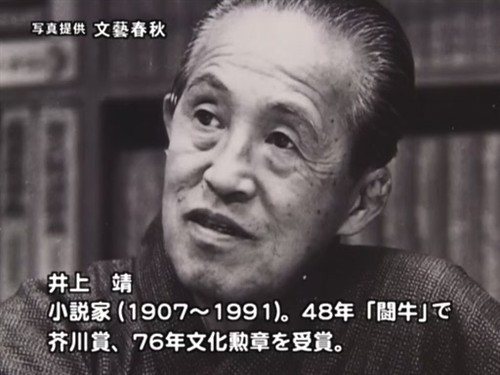 写真提供 文藝春秋
井上 靖
小説家(1907〜1991)。48年「闘牛」で
芥川賞、76年文化勲章を受賞。